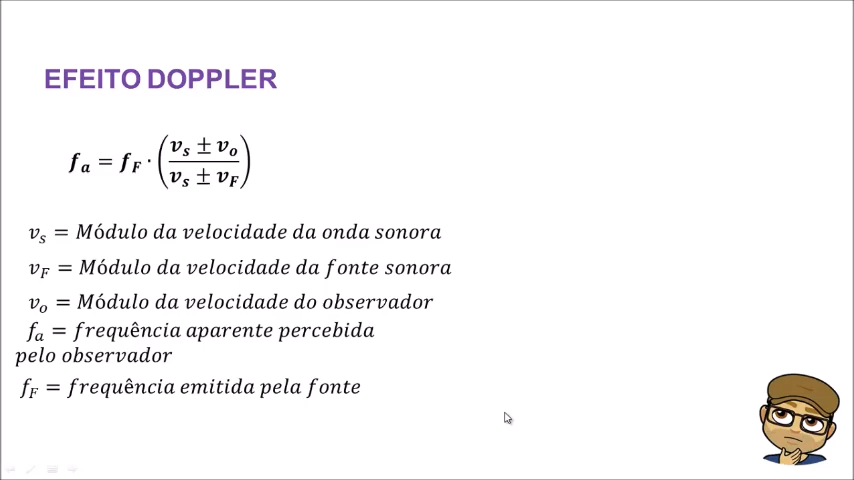 EFEITO DOPPLER
f_a = f_F · (v_s ± v_o / v_s ± v_F)
v_s = Módulo da velocidade da onda sonora
v_F = Módulo da velocidade da fonte sonora
v_o = Módulo da velocidade do observador
f_a = frequência aparente percebida
pelo observador
f_F = frequência emitida pela fonte